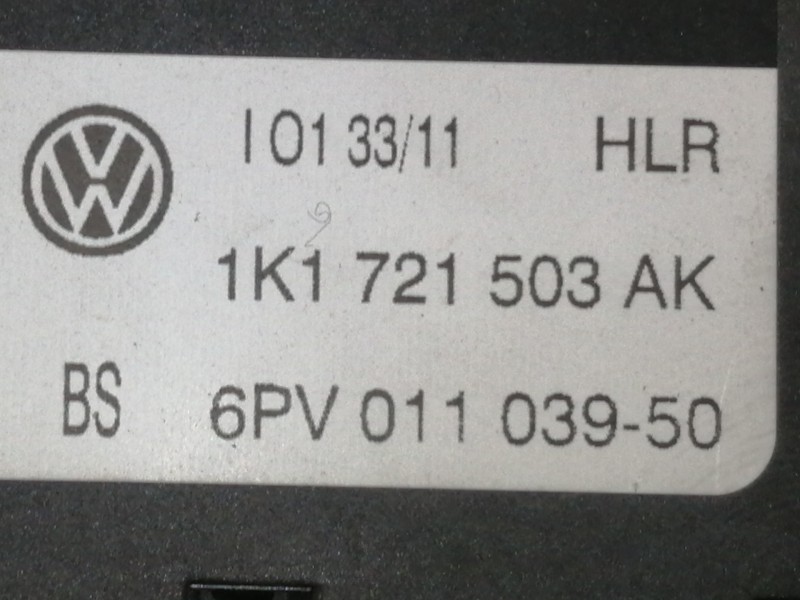 I 01 33/11 HLR
1K1 721 503 AK
BS 6PV 011 039-50